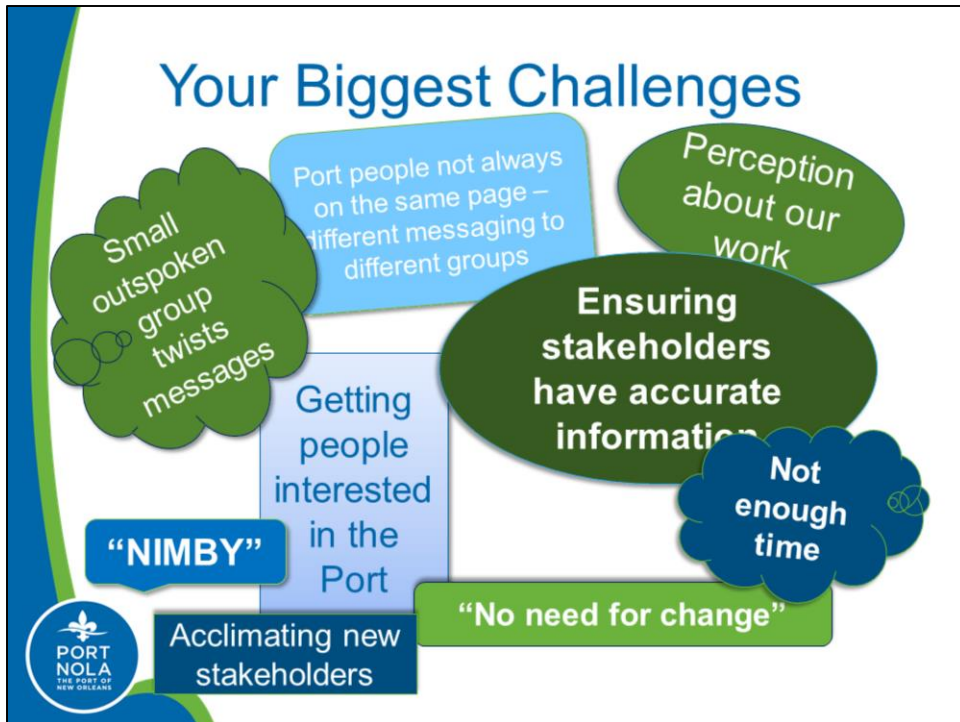 Your Biggest Challenges
Small
outspoken
group
twists
messages
Port people not always
on the same page –
different messaging to
different groups
Perception
about our
work
Ensuring
stakeholders
have accurate
information
Getting
people
interested
in the
Port
Not
enough
time
“NIMBY”
“No need for change”
Acclimating new
stakeholders
PORT
NOLA
THE PORT OF
NEW ORLEANS